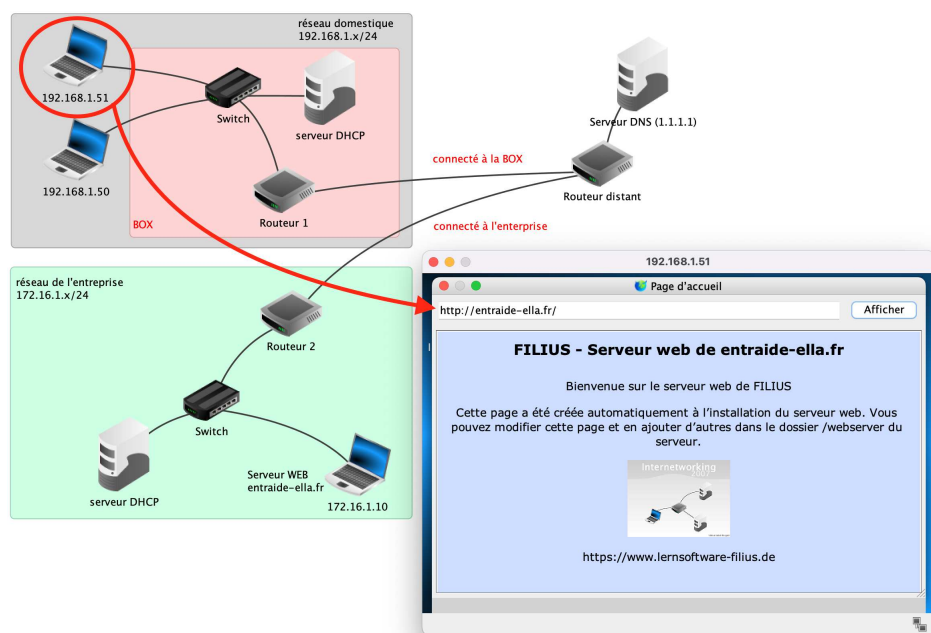 réseau domestique
192.168.1.x/24
192.168.1.51
Switch
serveur DHCP
192.168.1.50
Routeur 1
BOX
Serveur DNS (1.1.1.1)
Routeur distant
connecté à la BOX
connecté à l'enterprise
réseau de l'entreprise
172.16.1.x/24
Routeur 2
Switch
serveur DHCP
Serveur WEB
entraide-ella.fr
172.16.1.10
192.168.1.51
Page d'accueil
http://entraide-ella.fr/
Afficher
FILIUS - Serveur web de entraide-ella.fr
Bienvenue sur le serveur web de FILIUS
Cette page a été créée automatiquement à l'installation du serveur web. Vous
pouvez modifier cette page et en ajouter d'autres dans le dossier /webserver du
serveur.
Internetworking
2007
https://www.lernsoftware-filius.de